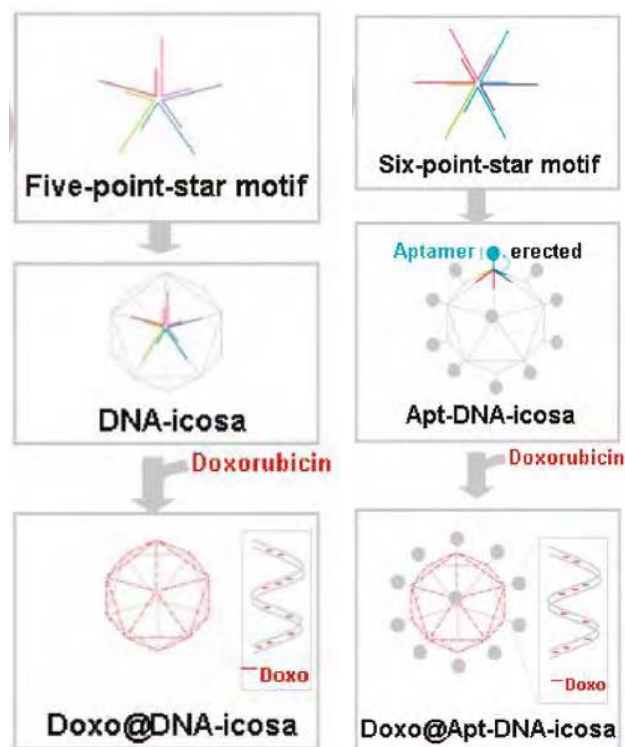 Five-point-star motif
DNA-icosa
Doxorubicin
Doxo
Doxo@DNA-icosa
Six-point-star motif
Aptamer erected
Apt-DNA-icosa
Doxorubicin
Doxo
Doxo@Apt-DNA-icosa